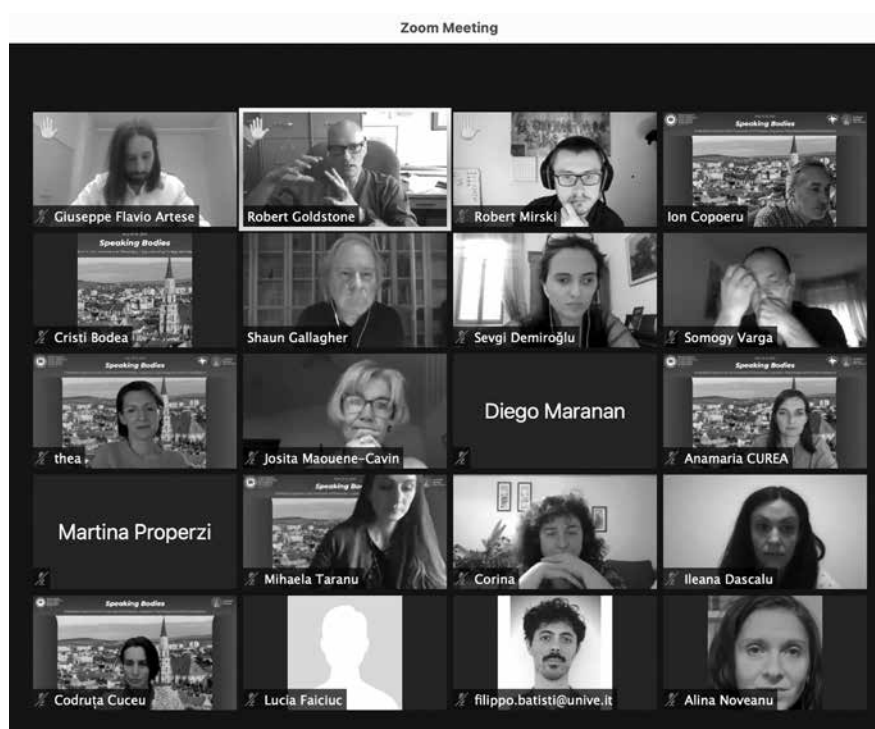 Zoom Meeting
Giuseppe Flavio Artese
Robert Goldstone
Robert Mirski
Speaking Bodies
Ion Copoeru
Speaking Bodies
Cristi Bodea
Shaun Gallagher
Sevgi Demiroğlu
Somogy Varga
Speaking Bodies
thea
Josita Maouene-Cavin
Diego Maranan
Speaking Bodies
Anamaria CUREA
Martina Properzi
Speaking Bo
Mihaela Taranu
Corina
Ileana Dascalu
Speaking Bodies
Codruța Cuceu
Lucia Faiciuc
filippo.batisti@unive.it
Alina Noveanu